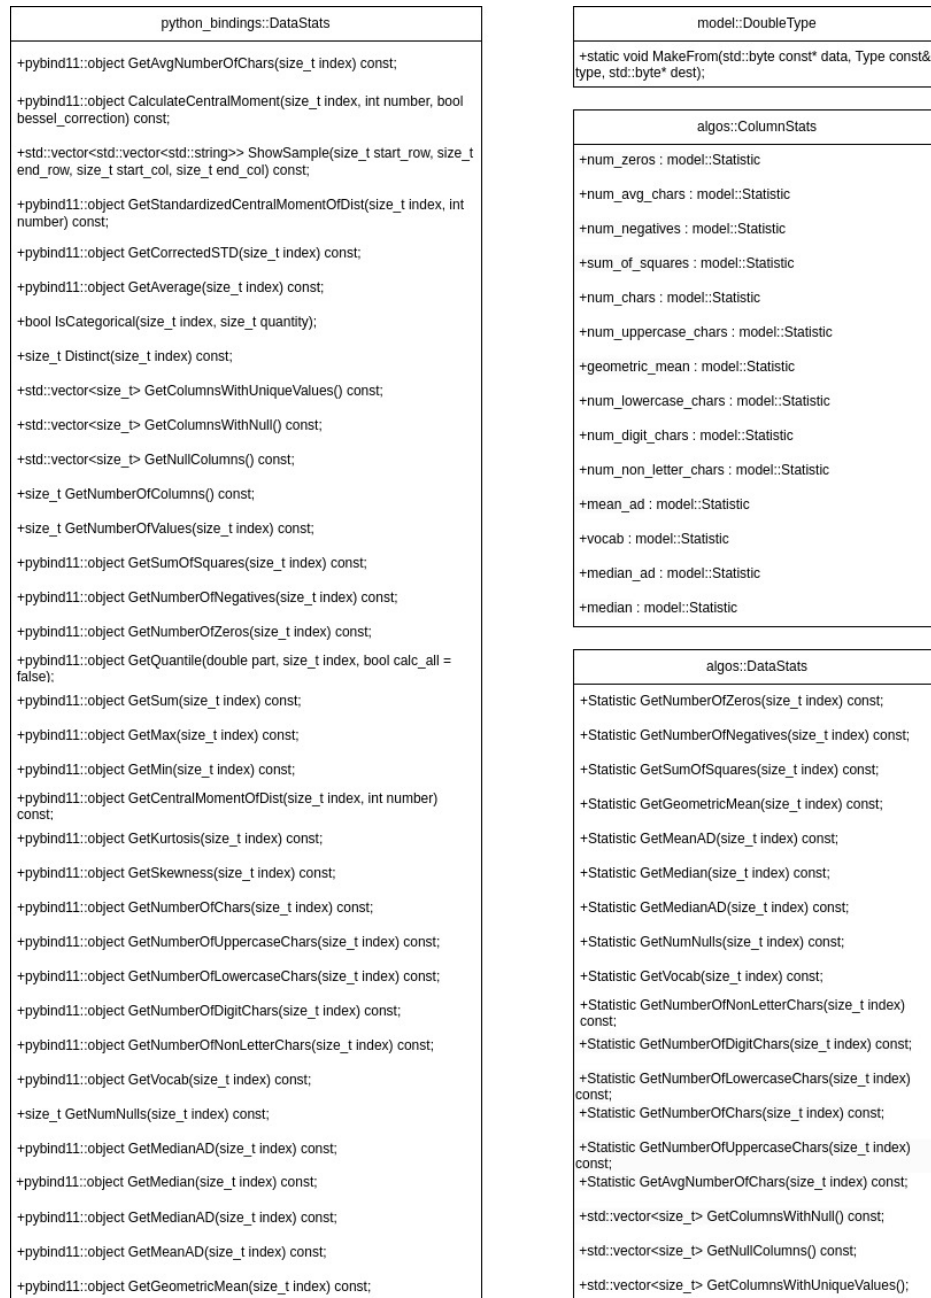 python_bindings::DataStats
+pybind11::object GetAvgNumberOfChars(size_t index) const;
+pybind11::object CalculateCentralMoment(size_t index, int number, bool
bessel_correction) const;
+std::vector<std::vector<std::string>> ShowSample(size_t start_row, size_t
end_row, size_t start_col, size_t end_col) const;
+pybind11::object GetStandardizedCentralMomentOfDist(size_t index, int
number) const;
+pybind11::object GetCorrectedSTD(size_t index) const;
+pybind11::object GetAverage(size_t index) const;
+bool IsCategorical(size_t index, size_t quantity);
+size_t Distinct(size_t index) const;
+std::vector<size_t> GetColumnsWithUniqueValues() const;
+std::vector<size_t> GetColumnsWithNull() const;
+std::vector<size_t> GetNullColumns() const;
+size_t GetNumberOfColumns() const;
+size_t GetNumberOfValues(size_t index) const;
+pybind11::object GetSumOfSquares(size_t index) const;
+pybind11::object GetNumberOfNegatives(size_t index) const;
+pybind11::object GetNumberOfZeros(size_t index) const;
+pybind11::object GetQuantile(double part, size_t index, bool calc_all =
false);
+pybind11::object GetSum(size_t index) const;
+pybind11::object GetMax(size_t index) const;
+pybind11::object GetMin(size_t index) const;
+pybind11::object GetCentralMomentOfDist(size_t index, int number)
const;
+pybind11::object GetKurtosis(size_t index) const;
+pybind11::object GetSkewness(size_t index) const;
+pybind11::object GetNumberOfChars(size_t index) const;
+pybind11::object GetNumberOfUppercaseChars(size_t index) const;
+pybind11::object GetNumberOfLowercaseChars(size_t index) const;
+pybind11::object GetNumberOfDigitChars(size_t index) const;
+pybind11::object GetNumberOfNonLetterChars(size_t index) const;
+pybind11::object GetVocab(size_t index) const;
+size_t GetNumNulls(size_t index) const;
+pybind11::object GetMedianAD(size_t index) const;
+pybind11::object GetMedian(size_t index) const;
+pybind11::object GetMedianAD(size_t index) const;
+pybind11::object GetMeanAD(size_t index) const;
+pybind11::object GetGeometricMean(size_t index) const;
model::DoubleType
+static void MakeFrom(std::byte const* data, Type const&
type, std::byte* dest);
algos::ColumnStats
+num_zeros : model::Statistic
+num_avg_chars : model::Statistic
+num_negatives : model::Statistic
+sum_of_squares : model::Statistic
+num_chars : model::Statistic
+num_uppercase_chars : model::Statistic
+geometric_mean : model::Statistic
+num_lowercase_chars : model::Statistic
+num_digit_chars : model::Statistic
+num_non_letter_chars : model::Statistic
+mean_ad : model::Statistic
+vocab : model::Statistic
+median_ad : model::Statistic
+median : model::Statistic
algos::DataStats
+Statistic GetNumberOfZeros(size_t index) const;
+Statistic GetNumberOfNegatives(size_t index) const;
+Statistic GetSumOfSquares(size_t index) const;
+Statistic GetGeometricMean(size_t index) const;
+Statistic GetMeanAD(size_t index) const;
+Statistic GetMedian(size_t index) const;
+Statistic GetMedianAD(size_t index) const;
+Statistic GetNumNulls(size_t index) const;
+Statistic GetVocab(size_t index) const;
+Statistic GetNumberOfNonLetterChars(size_t index)
const;
+Statistic GetNumberOfDigitChars(size_t index) const;
+Statistic GetNumberOfLowercaseChars(size_t index)
const;
+Statistic GetNumberOfChars(size_t index) const;
+Statistic GetNumberOfUppercaseChars(size_t index)
const;
+Statistic GetAvgNumberOfChars(size_t index) const;
+std::vector<size_t> GetColumnsWithNull() const;
+std::vector<size_t> GetNullColumns() const;
+std::vector<size_t> GetColumnsWithUniqueValues();